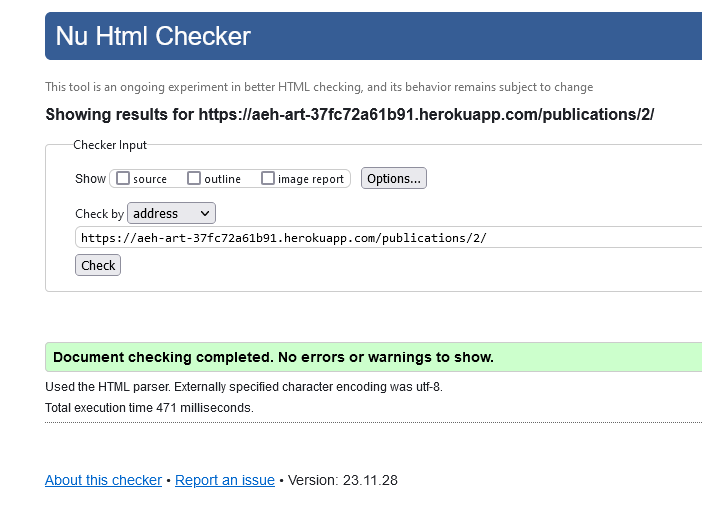 Nu Html Checker
This tool is an ongoing experiment in better HTML checking, and its behavior remains subject to change
Showing results for https://aeh-art-37fc72a61b91.herokuapp.com/publications/2/
Checker Input
Show source outline image report Options...
Check by address
https://aeh-art-37fc72a61b91.herokuapp.com/publications/2/
Check
Document checking completed. No errors or warnings to show.
Used the HTML parser. Externally specified character encoding was utf-8.
Total execution time 471 milliseconds.
About this checker • Report an issue • Version: 23.11.28